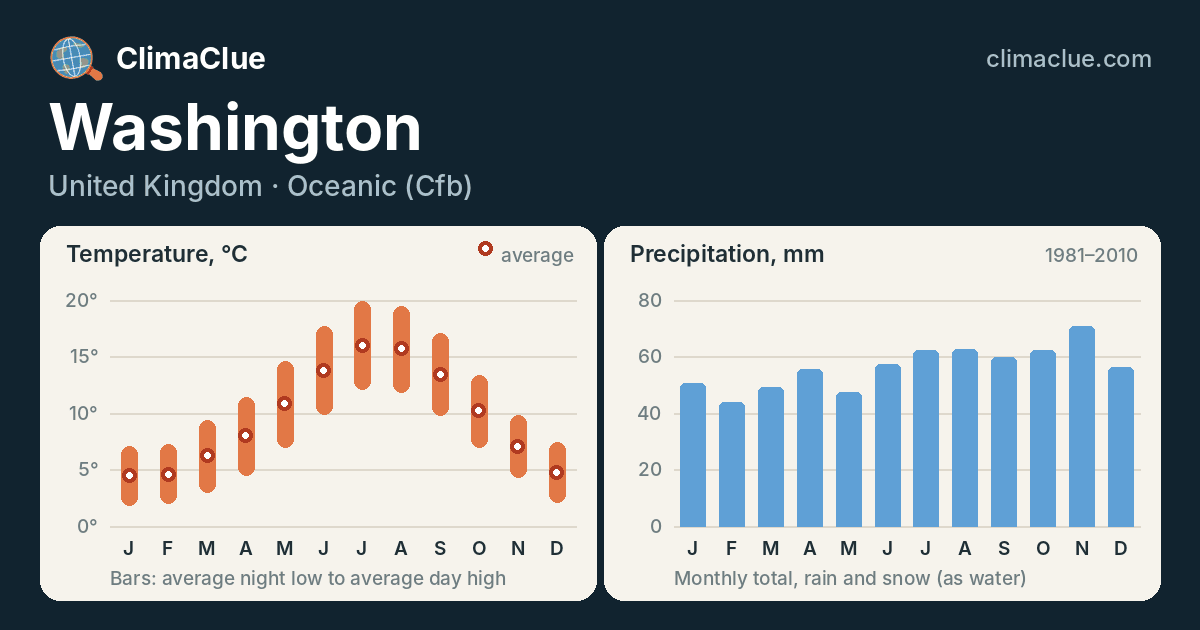 ClimaClue
climaclue.com
Washington
United Kingdom · Oceanic (Cfb)
Temperature, °C
average
20°
15°
10°
5°
0°
J F M A M J J A S O N D
Bars: average night low to average day high
Precipitation, mm
1981–2010
80
60
40
20
0
J F M A M J J A S O N D
Monthly total, rain and snow (as water)